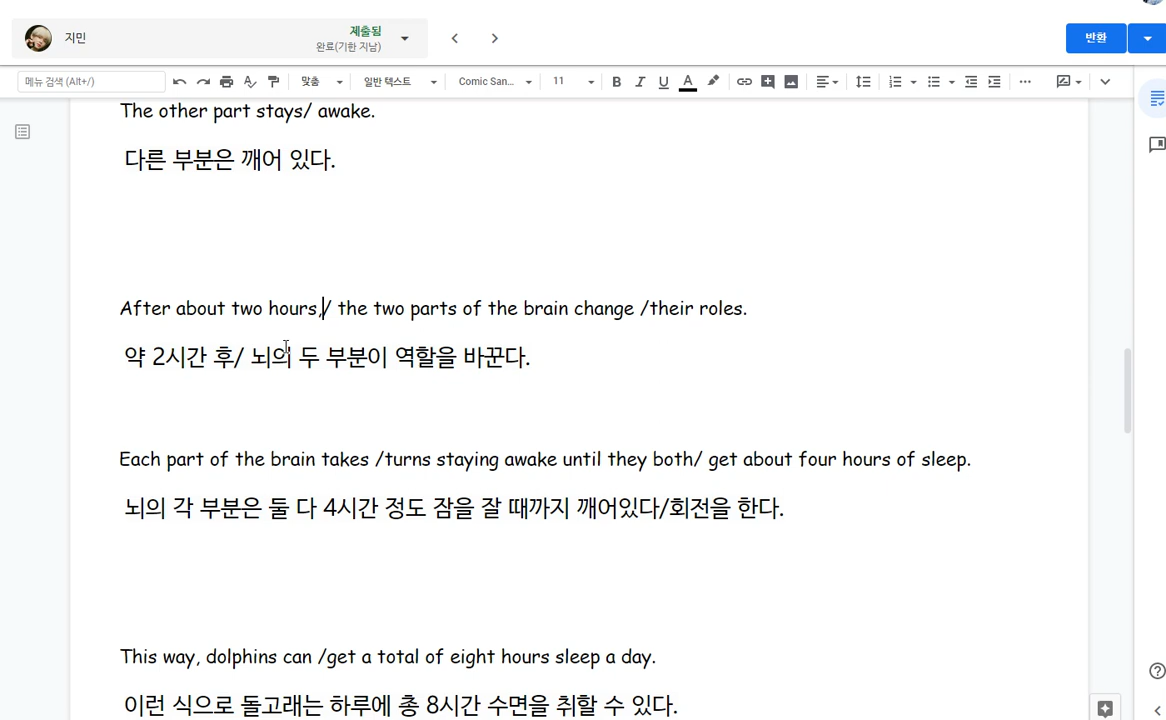 지민
제출됨
완료(기한 지남)
반환
메뉴 검색 (Alt+/)
맞춤
일반 텍스트
Comic San...
11
B I U A
The other part stays/ awake.
다른 부분은 깨어 있다.
After about two hours,/ the two parts of the brain change /their roles.
약 2시간 후/ 뇌의 두 부분이 역할을 바꾼다.
Each part of the brain takes /turns staying awake until they both/ get about four hours of sleep.
뇌의 각 부분은 둘 다 4시간 정도 잠을 잘 때까지 깨어있다/회전을 한다.
This way, dolphins can /get a total of eight hours sleep a day.
이런 식으로 돌고래는 하루에 총 8시간 수면을 취할 수 있다.